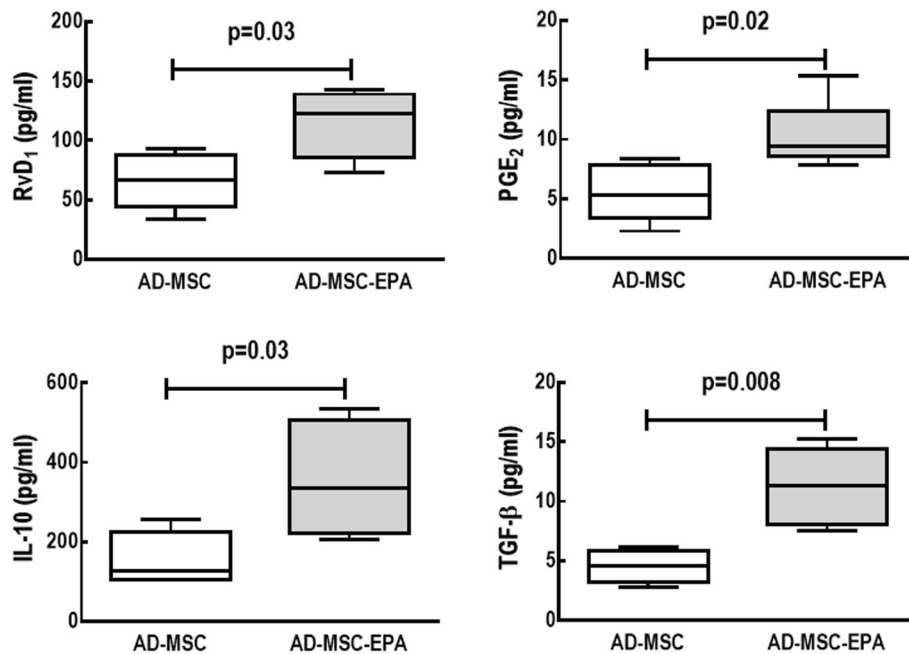 p=0.03
RvD₁ (pg/ml)
200
150
100
50
0
AD-MSC AD-MSC-EPA
p=0.02
PGE₂ (pg/ml)
20
15
10
5
0
AD-MSC AD-MSC-EPA
p=0.03
IL-10 (pg/ml)
600
400
200
0
AD-MSC AD-MSC-EPA
p=0.008
TGF-β (pg/ml)
20
15
10
5
0
AD-MSC AD-MSC-EPA